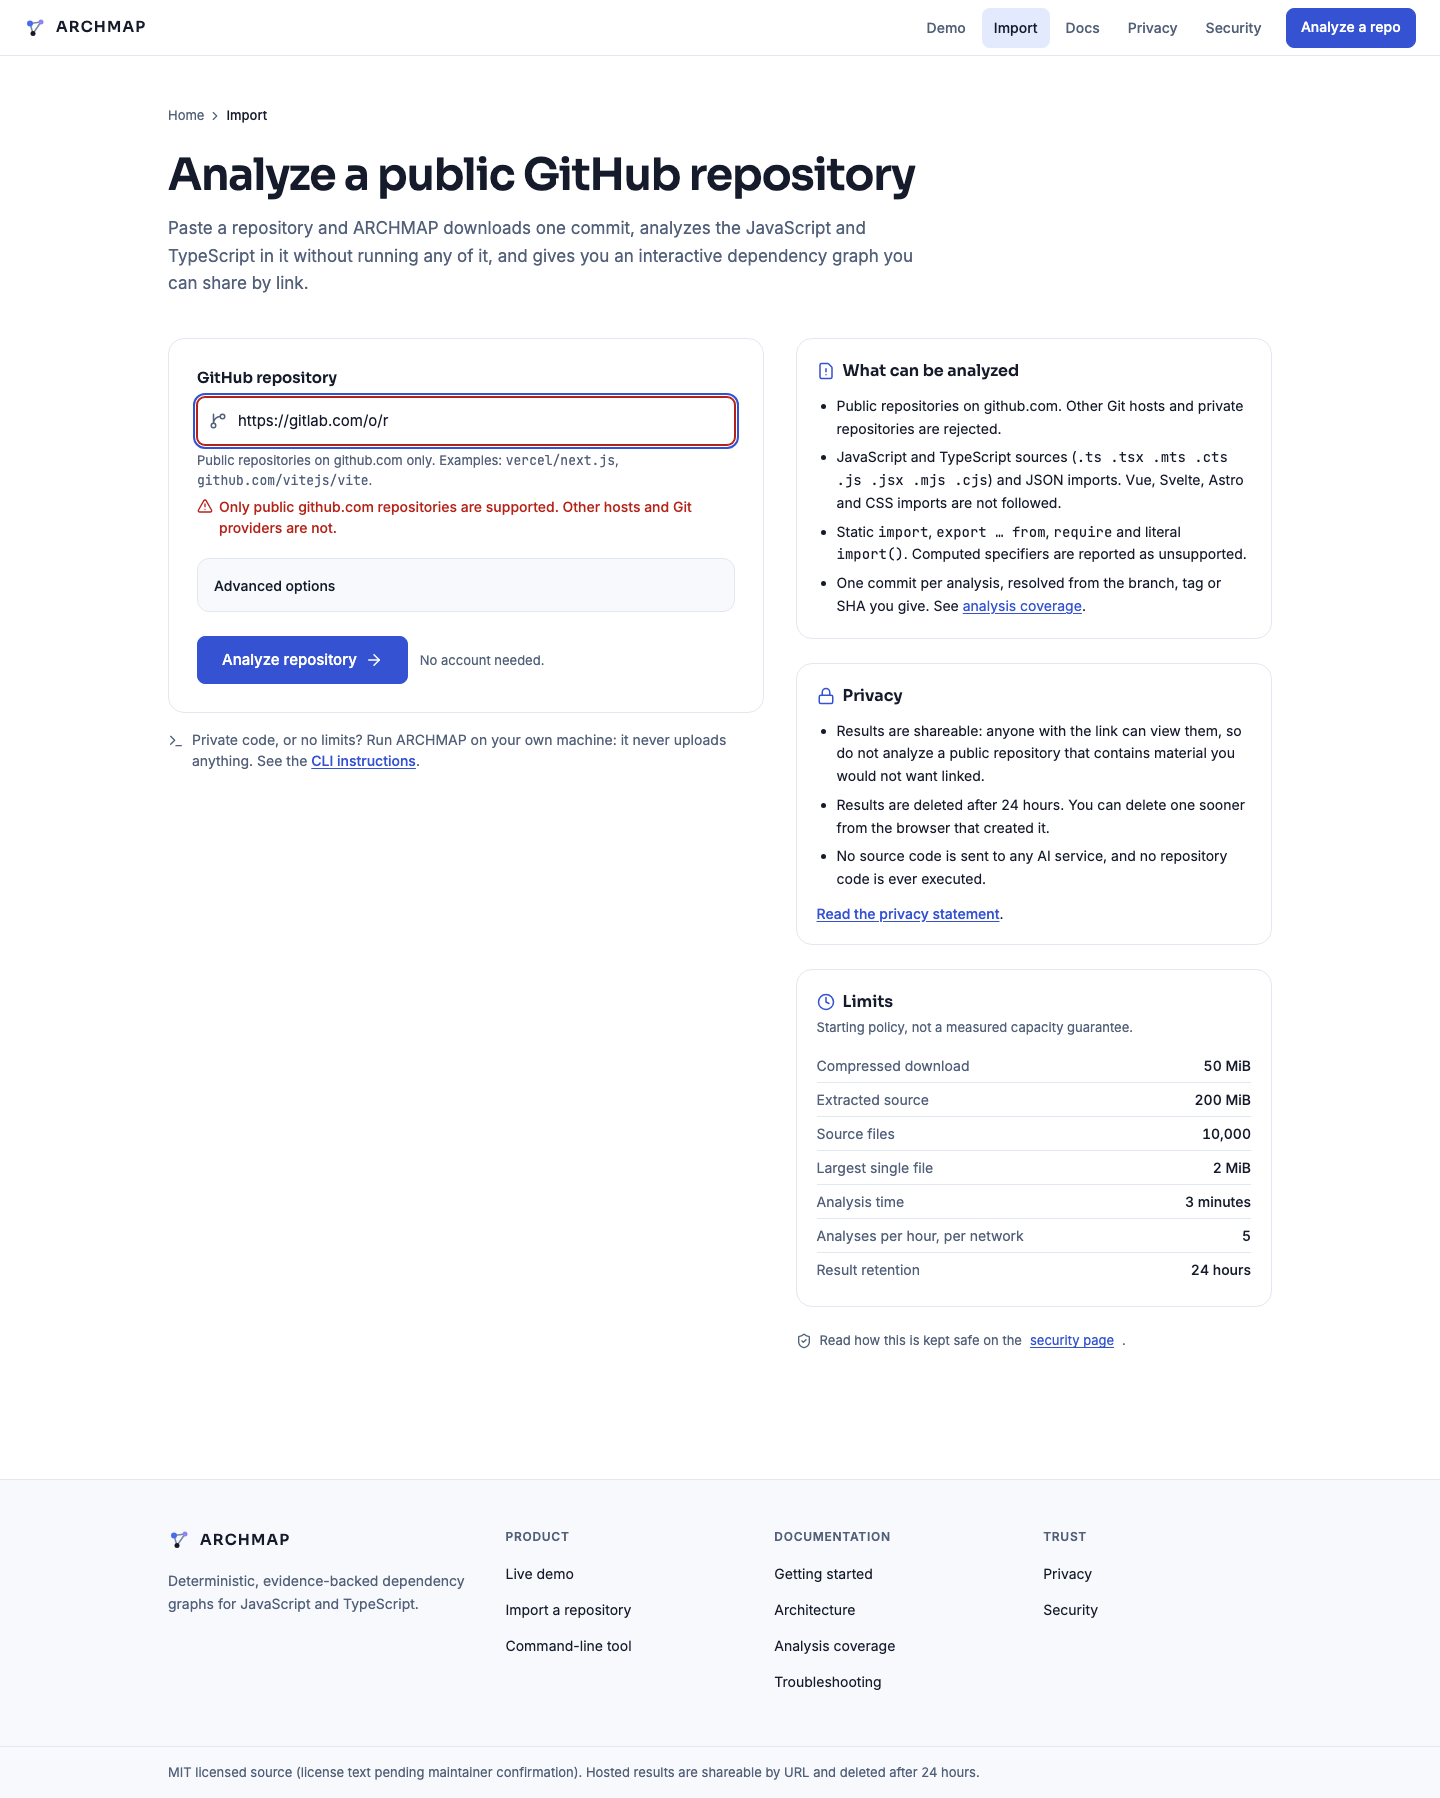 ARCHMAP
Demo
Import
Docs
Privacy
Security
Analyze a repo
Home
Import
Analyze a public GitHub repository
Paste a repository and ARCHMAP downloads one commit, analyzes the JavaScript and
TypeScript in it without running any of it, and gives you an interactive dependency graph you
can share by link.
GitHub repository
https://gitlab.com/o/r
Public repositories on github.com only. Examples: vercel/next.js,
github.com/vitejs/vite.
Only public github.com repositories are supported. Other hosts and Git
providers are not.
Advanced options
Analyze repository
No account needed.
Private code, or no limits? Run ARCHMAP on your own machine: it never uploads
anything. See the CLI instructions.
What can be analyzed
Public repositories on github.com. Other Git hosts and private
repositories are rejected.
JavaScript and TypeScript sources (.ts .tsx .mts .cts
.js .jsx .mjs .cjs) and JSON imports. Vue, Svelte, Astro
and CSS imports are not followed.
Static import, export … from, require and literal
import(). Computed specifiers are reported as unsupported.
One commit per analysis, resolved from the branch, tag or
SHA you give. See analysis coverage.
Privacy
Results are shareable: anyone with the link can view them, so
do not analyze a public repository that contains material you
would not want linked.
Results are deleted after 24 hours. You can delete one sooner
from the browser that created it.
No source code is sent to any AI service, and no repository
code is ever executed.
Read the privacy statement.
Limits
Starting policy, not a measured capacity guarantee.
Compressed download 50 MiB
Extracted source 200 MiB
Source files 10,000
Largest single file 2 MiB
Analysis time 3 minutes
Analyses per hour, per network 5
Result retention 24 hours
Read how this is kept safe on the security page .
ARCHMAP
Deterministic, evidence-backed dependency
graphs for JavaScript and TypeScript.
PRODUCT
Live demo
Import a repository
Command-line tool
DOCUMENTATION
Getting started
Architecture
Analysis coverage
Troubleshooting
TRUST
Privacy
Security
MIT licensed source (license text pending maintainer confirmation). Hosted results are shareable by URL and deleted after 24 hours.